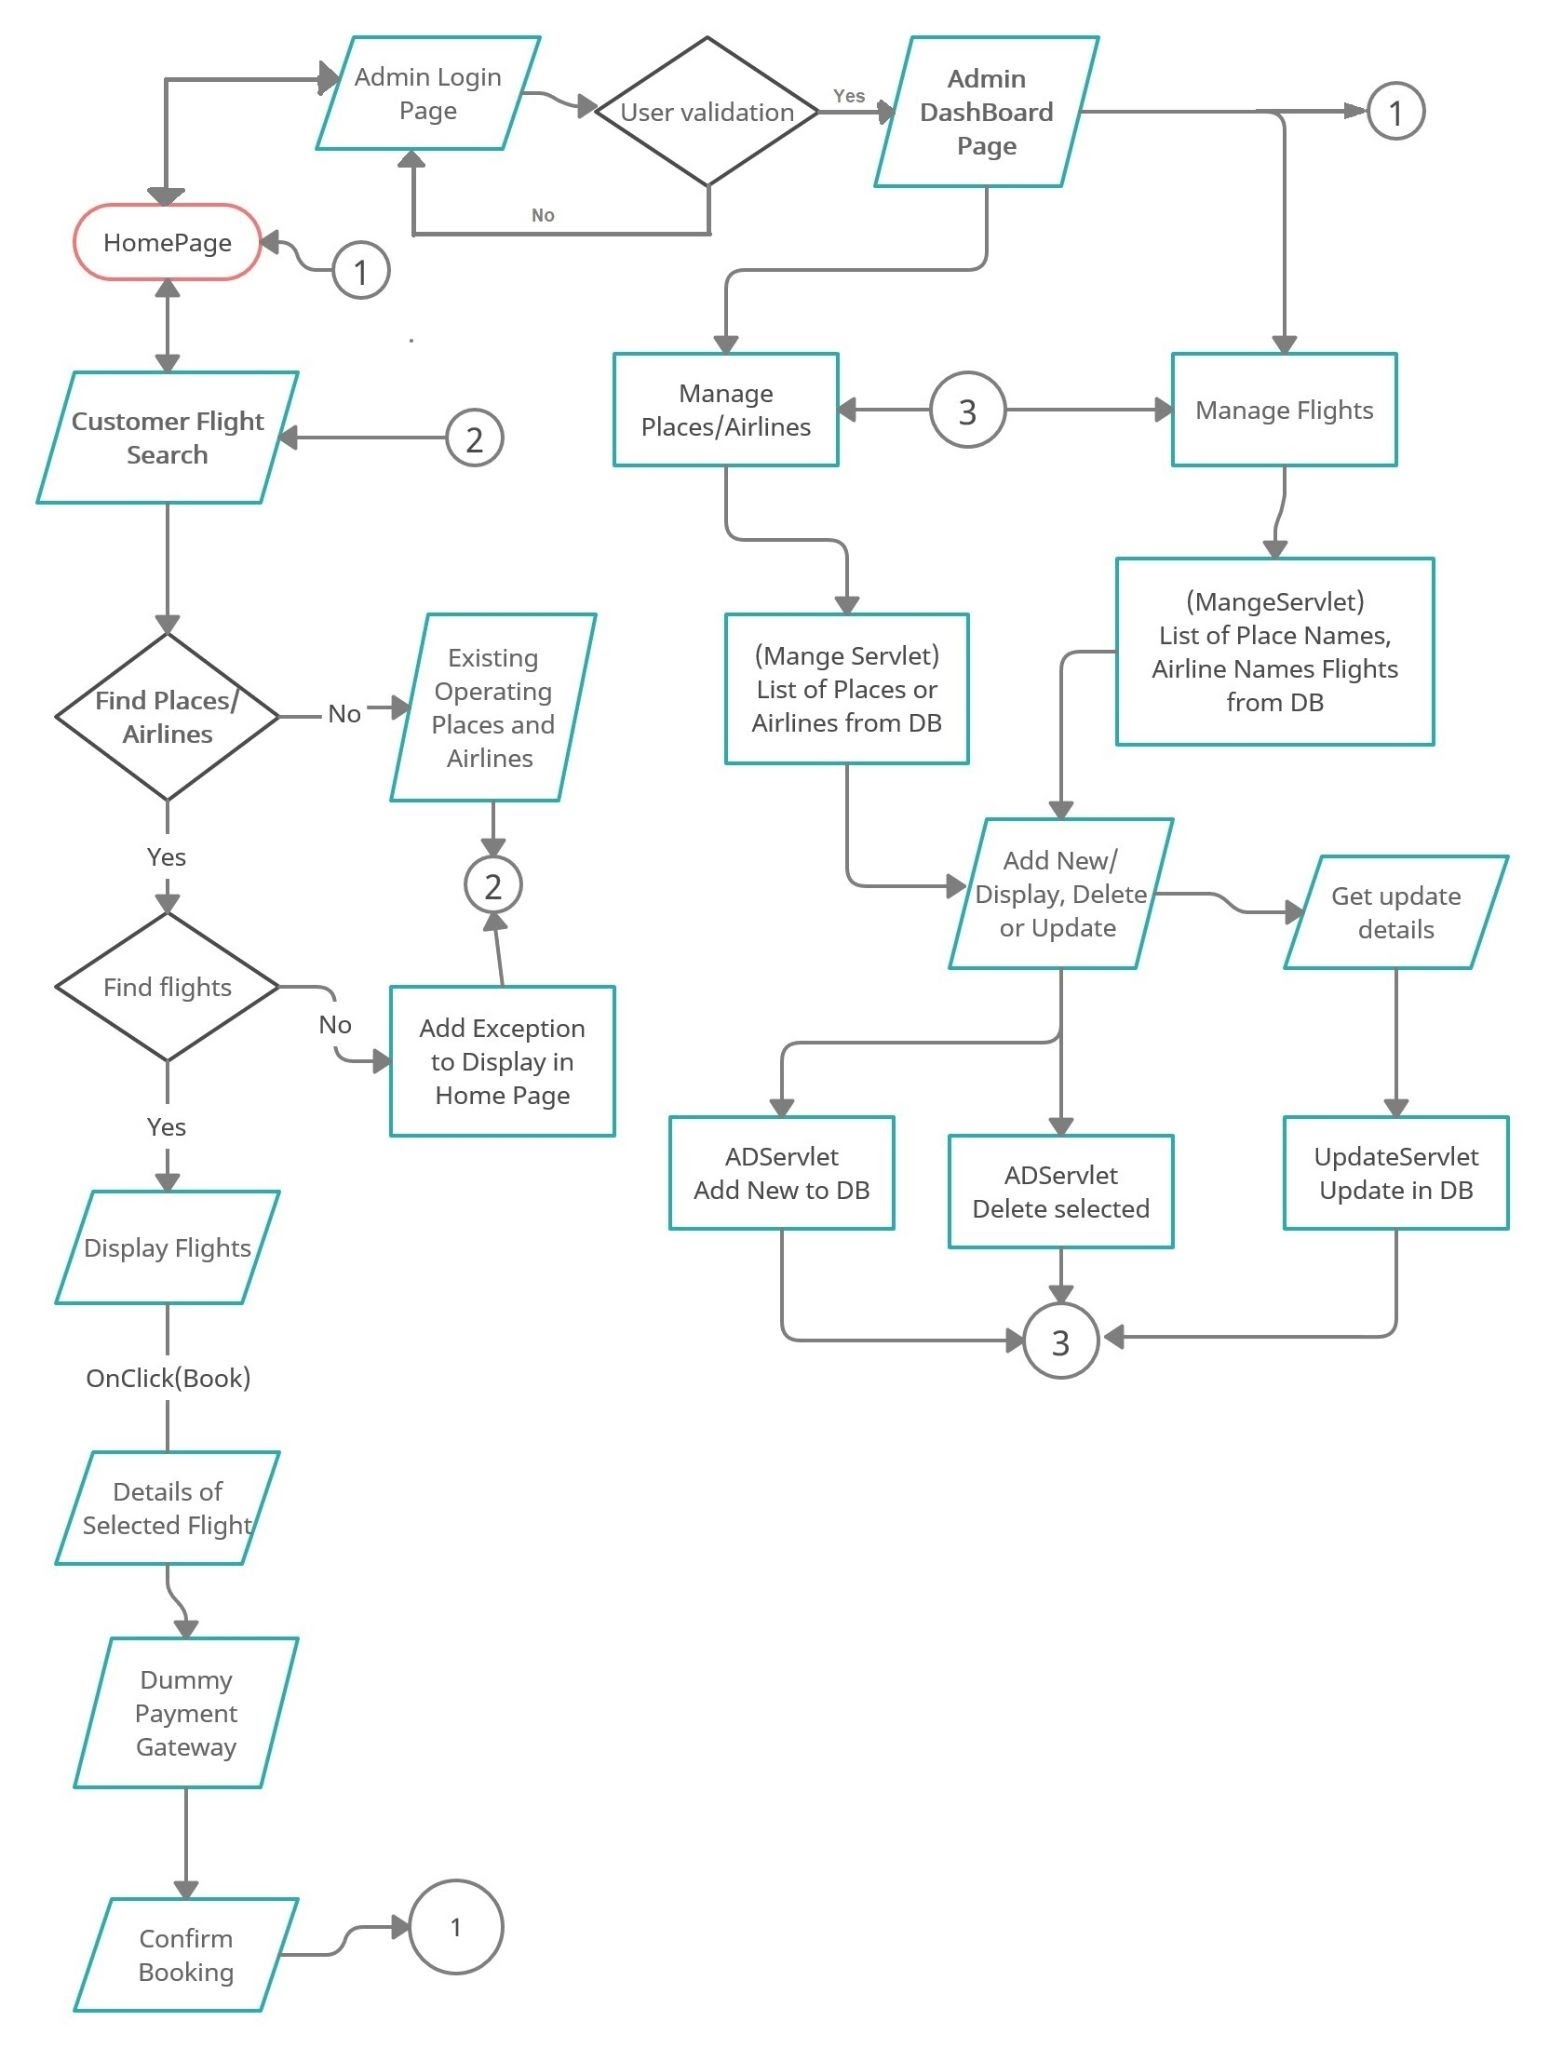 Admin Login
Page
User validation
Yes
Admin
DashBoard
Page
1
No
HomePage
1
Customer Flight
Search
2
Manage
Places/Airlines
3
Manage Flights
(Mange Servlet)
List of Places or
Airlines from DB
(MangeServlet)
List of Place Names,
Airline Names Flights
from DB
Find Places/
Airlines
No
Existing
Operating
Places and
Airlines
Yes
2
Add New/
Display, Delete
or Update
Get update
details
Find flights
No
Add Exception
to Display in
Home Page
Yes
ADServlet
Add New to DB
ADServlet
Delete selected
UpdateServlet
Update in DB
Display Flights
3
OnClick(Book)
Details of
Selected Flight
Dummy
Payment
Gateway
Confirm
Booking
1